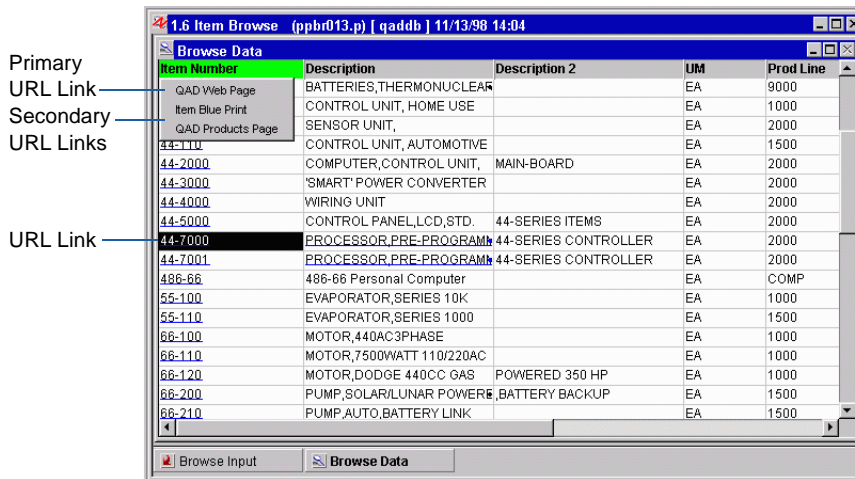 1.6 Item Browse (ppbr013.p) [ qaddb ] 11/13/98 14:04
Browse Data
Item Number Description Description 2 UM Prod Line
Primary
URL Link
Secondary
URL Links
URL Link
QAD Web Page
Item Blue Print
QAD Products Page
BATTERIES,THERMONUCLEAR EA 9000
CONTROL UNIT, HOME USE EA 1000
SENSOR UNIT, EA 2000
44-110 CONTROL UNIT, AUTOMOTIVE EA 1500
44-2000 COMPUTER,CONTROL UNIT, MAIN-BOARD EA 2000
44-3000 'SMART' POWER CONVERTER EA 2000
44-4000 WIRING UNIT EA 2000
44-5000 CONTROL PANEL,LCD,STD. 44-SERIES ITEMS EA 2000
44-7000 PROCESSOR,PRE-PROGRAMM 44-SERIES CONTROLLER EA 2000
44-7001 PROCESSOR,PRE-PROGRAMM 44-SERIES CONTROLLER EA 2000
486-66 486-66 Personal Computer EA COMP
55-100 EVAPORATOR,SERIES 10K EA 1000
55-110 EVAPORATOR,SERIES 1000 EA 1500
66-100 MOTOR,440AC3PHASE EA 1000
66-110 MOTOR,7500WATT 110/220AC EA 1000
66-120 MOTOR,DODGE 440CC GAS POWERED 350 HP EA 1000
66-200 PUMP,SOLAR/LUNAR POWERE ,BATTERY BACKUP EA 1500
66-210 PUMP,AUTO,BATTERY LINK EA 1500
Browse Input Browse Data